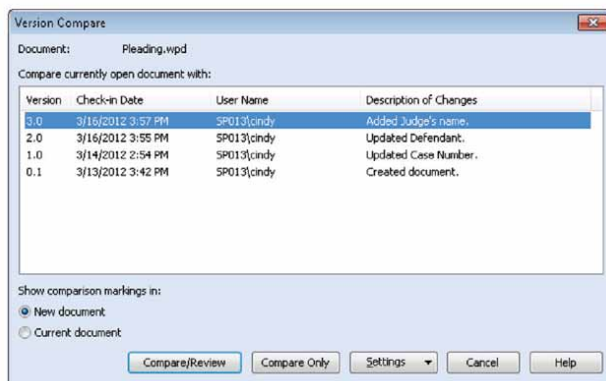 Version Compare
Document: Pleading.wpd
Compare currently open document with:
Version Check-in Date User Name Description of Changes
3.0 3/16/2012 3:57 PM SP013\cindy Added Judge's name.
2.0 3/16/2012 3:55 PM SP013\cindy Updated Defendant.
1.0 3/14/2012 2:54 PM SP013\cindy Updated Case Number.
0.1 3/13/2012 3:42 PM SP013\cindy Created document.
Show comparison markings in:
New document
Current document
Compare/Review Compare Only Settings Cancel Help